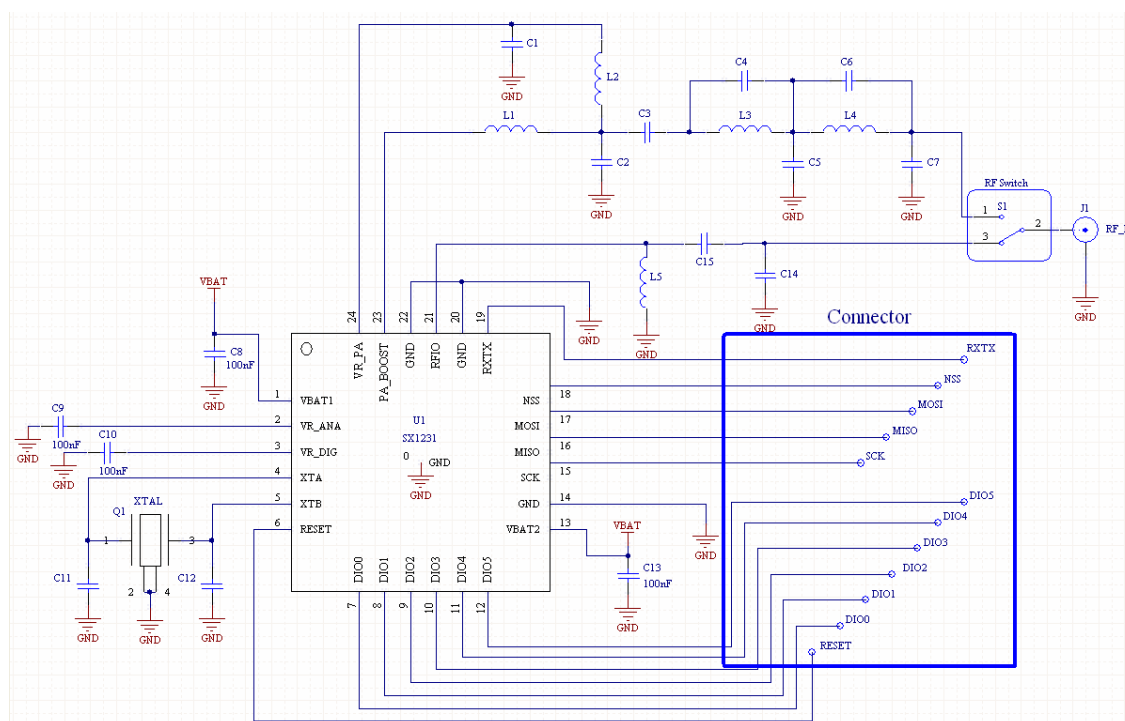 C1
GND
L2
C4
C6
L1
C3
L3
L4
C2
C5
C7
GND
GND
GND
RF Switch
S1
1
2
3
J1
GND
C15
L5
C14
GND
GND
GND
VBAT
C8
100nF
GND
24
23
22
21
20
19
VR_PA
PA_BOOST
GND
RFIO
GND
RXTX
Connector
RXTX
NSS
MOSI
MISO
SCK
DIO5
DIO4
DIO3
DIO2
DIO1
DIO0
RESET
1 VBAT1
2 VR_ANA
3 VR_DIG
4 XTA
5 XTB
6 RESET
U1
SX1231
0 GND
GND
NSS 18
MOSI 17
MISO 16
SCK 15
GND 14
VBAT2 13
DIO0
DIO1
DIO2
DIO3
DIO4
DIO5
7
8
9
10
11
12
C9
100nF
GND
C10
100nF
GND
XTAL
Q1
1
3
2
4
C11
C12
GND
GND
GND
VBAT
C13
100nF
GND
GND